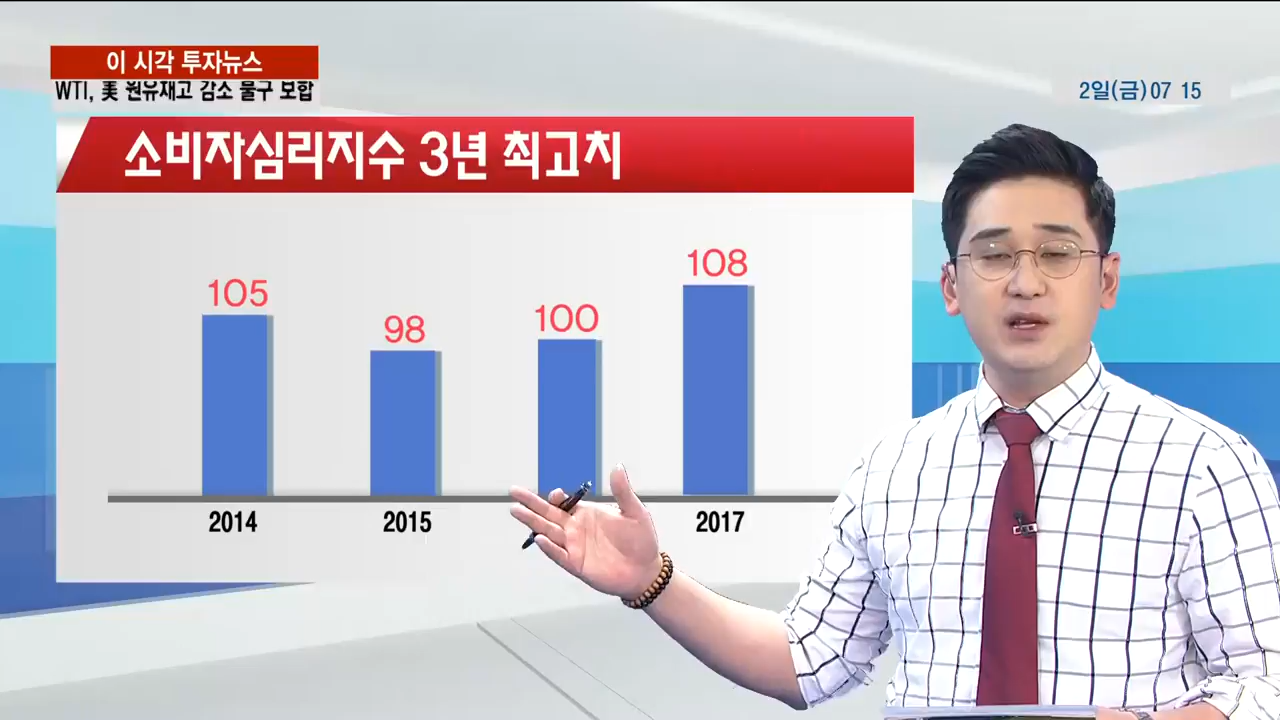 이 시각 투자뉴스
WTI, 美 원유재고 감소 물구 보합
2일(금)07 15
소비자심리지수 3년 최고치
105
98
100
108
2014
2015
2017